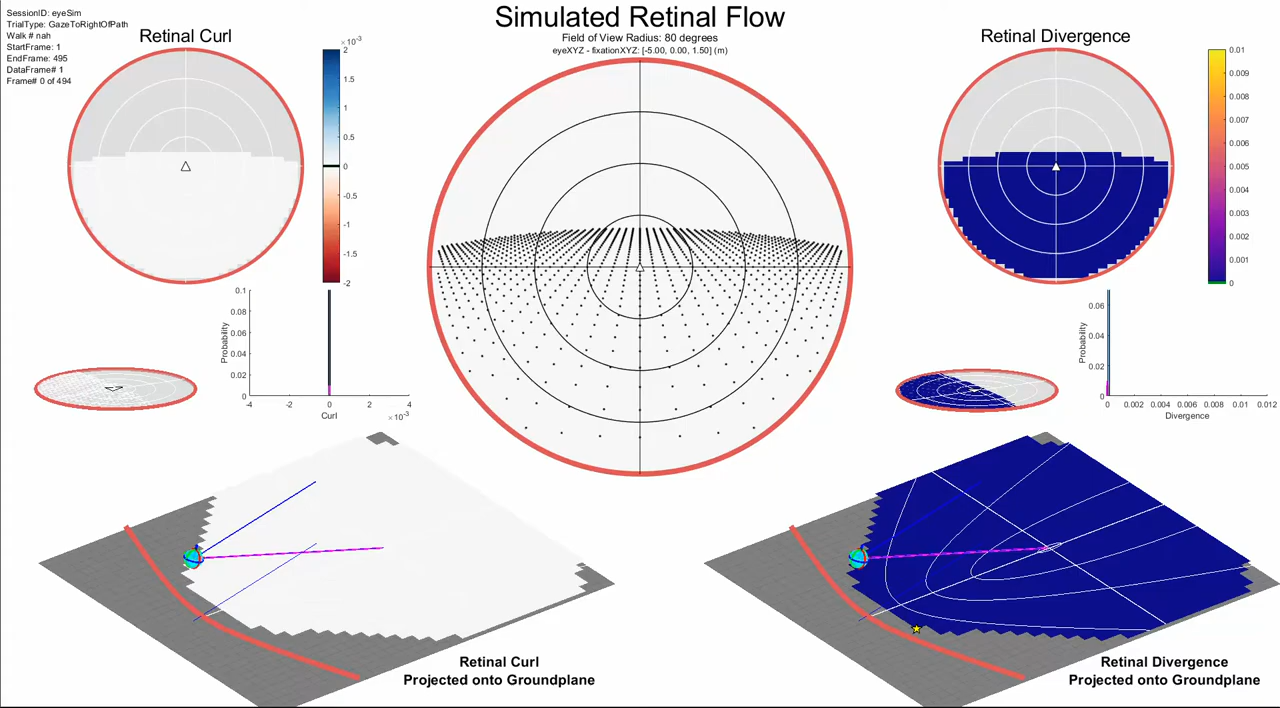 SessionID: eyeSim
TrialType: GazeToRightOfPath
Walk # nah
StartFrame: 1
EndFrame: 495
DataFrame# 1
Frame# 0 of 494
Simulated Retinal Flow
Field of View Radius: 80 degrees
eyeXYZ - fixationXYZ: [-5.00, 0.00, 1.50] (m)
Retinal Curl
×10⁻³
2
1.5
1
0.5
0
-0.5
-1
-1.5
-2
Retinal Divergence
0.01
0.009
0.008
0.007
0.006
0.005
0.004
0.003
0.002
0.001
0
Probability
0.1
0.08
0.06
0.04
0.02
0
-4
-2
0
2
4
Curl
×10⁻³
Probability
0.06
0.04
0.02
0
0
0.002
0.004
0.006
0.008
0.01
0.012
Divergence
Retinal Curl
Projected onto Groundplane
Retinal Divergence
Projected onto Groundplane